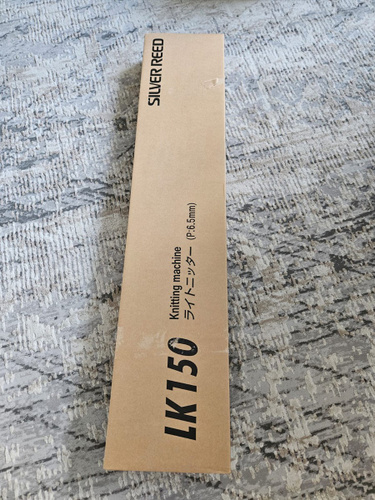 SILVER REED
LK150
Knitting machine
ライトニッター (P:6.5mm)